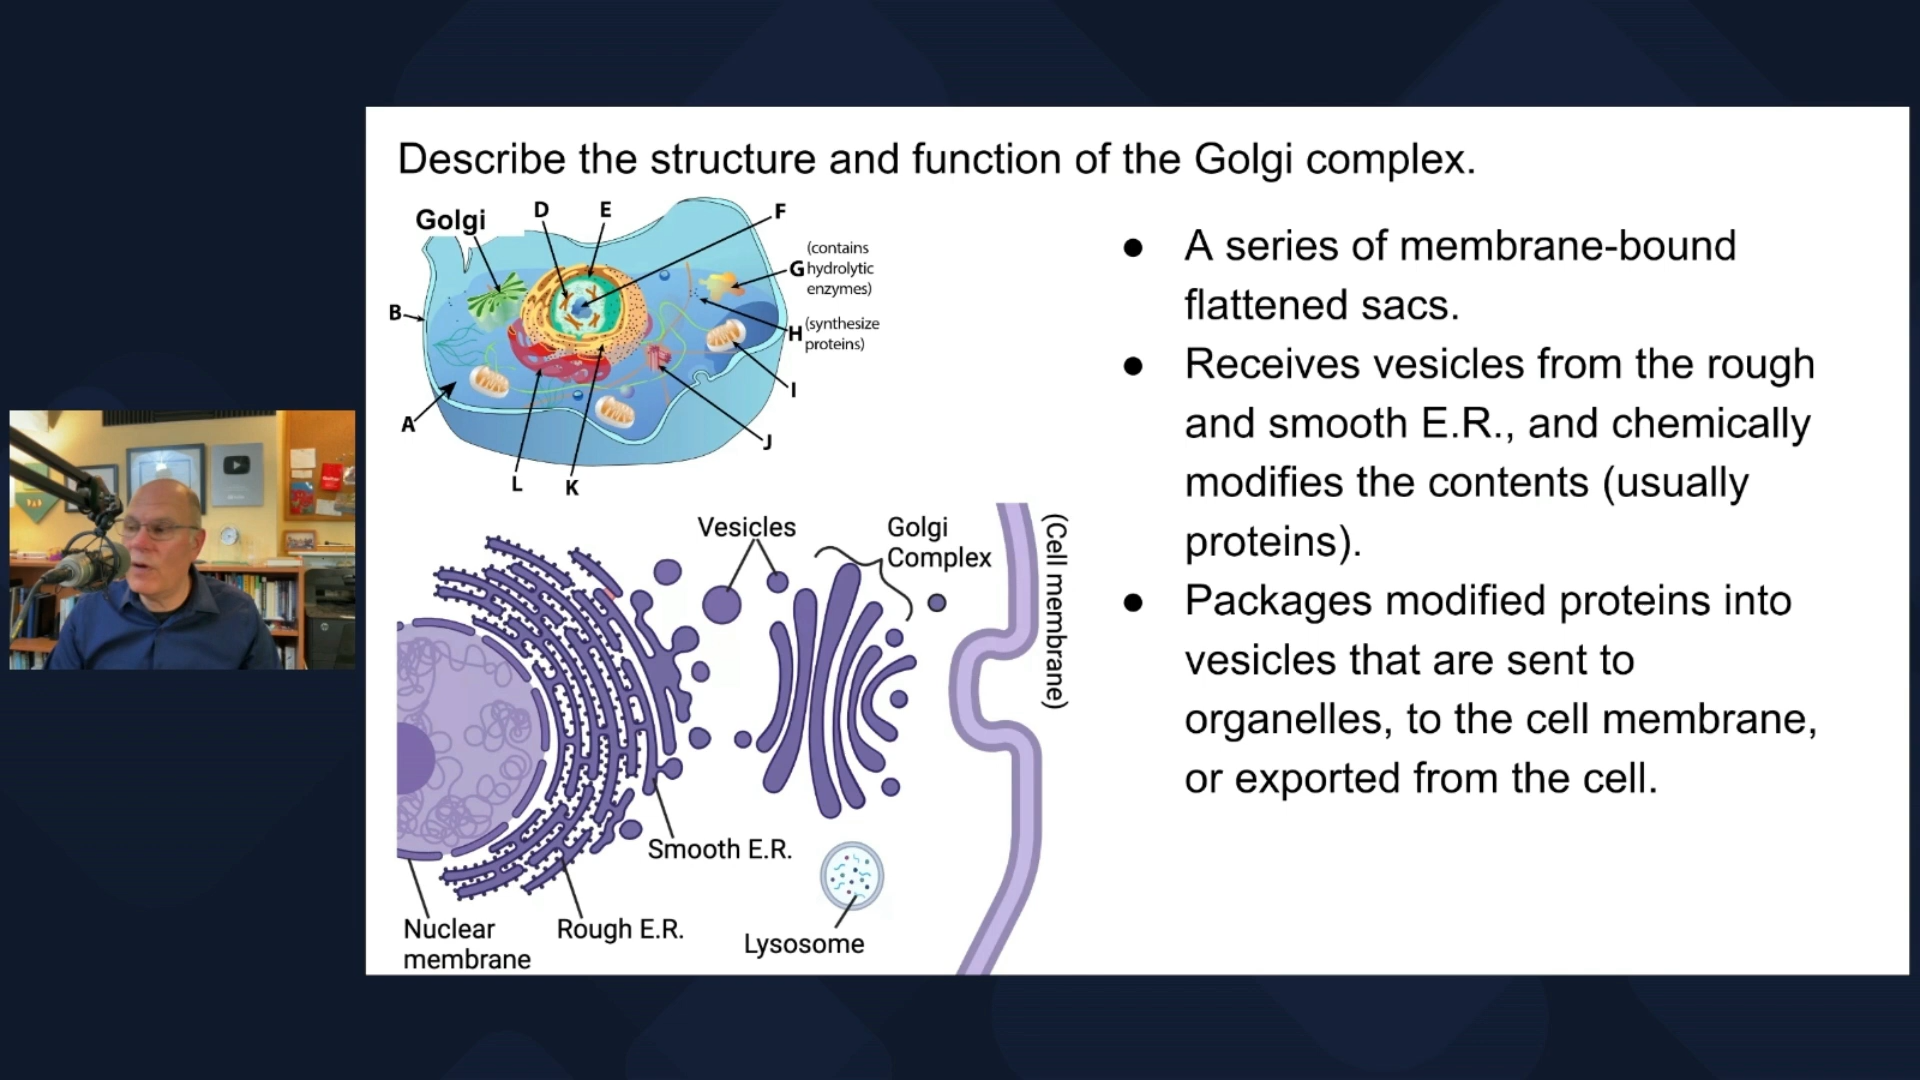 Describe the structure and function of the Golgi complex.
Golgi
D
E
F
(contains
G hydrolytic
enzymes)
B
H (synthesize
proteins)
I
A
J
L
K
Vesicles
Golgi
Complex
(Cell membrane)
Smooth E.R.
Nuclear
membrane
Rough E.R.
Lysosome
● A series of membrane-bound
flattened sacs.
● Receives vesicles from the rough
and smooth E.R., and chemically
modifies the contents (usually
proteins).
● Packages modified proteins into
vesicles that are sent to
organelles, to the cell membrane,
or exported from the cell.